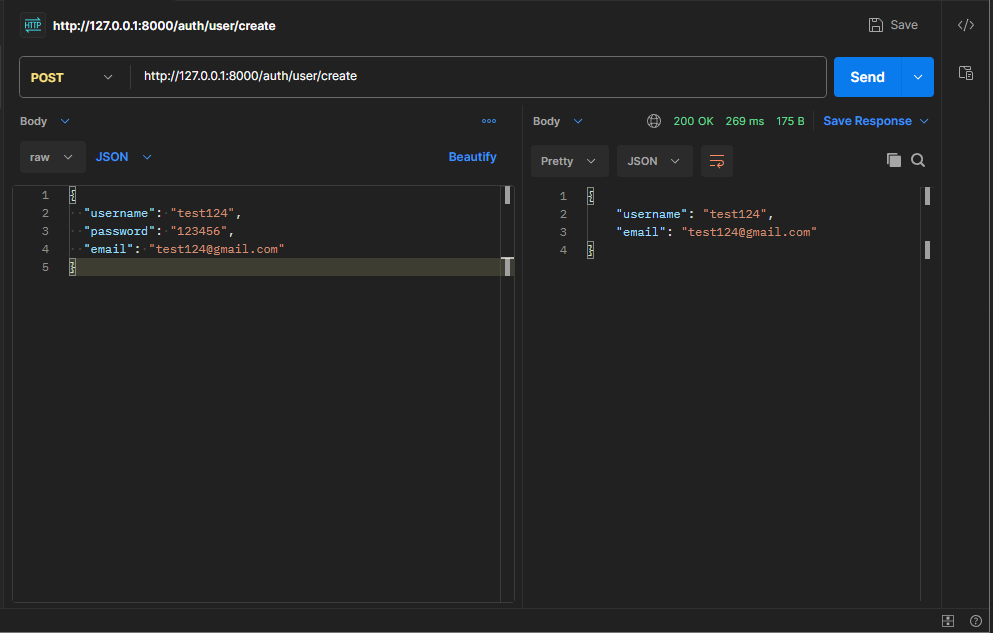 HTTP http://127.0.0.1:8000/auth/user/create Save </>
POST http://127.0.0.1:8000/auth/user/create Send
Body
raw JSON Beautify
1 {
2 "username": "test124",
3 "password": "123456",
4 "email": "test124@gmail.com"
5 }
Body 200 OK 269 ms 175 B Save Response
Pretty JSON
1 {
2 "username": "test124",
3 "email": "test124@gmail.com"
4 }